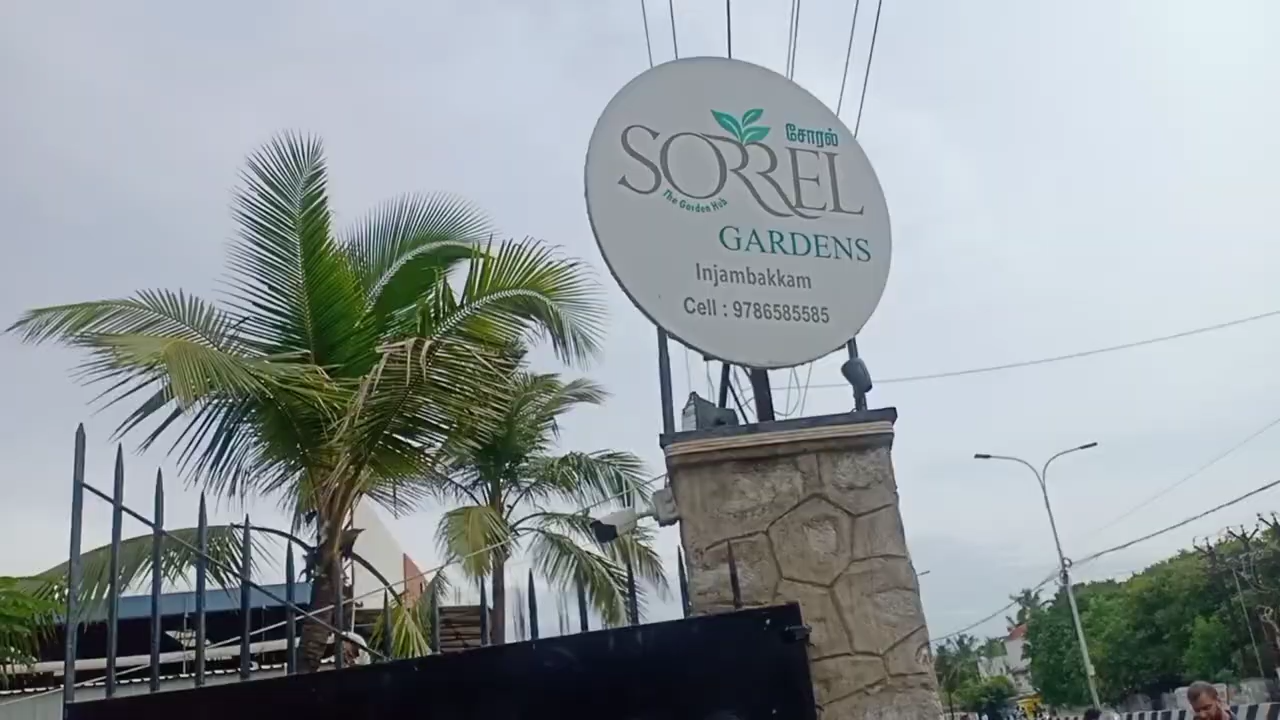 சோரல்
SORREL
The Garden Hub
GARDENS
Injambakkam
Cell : 9786585585